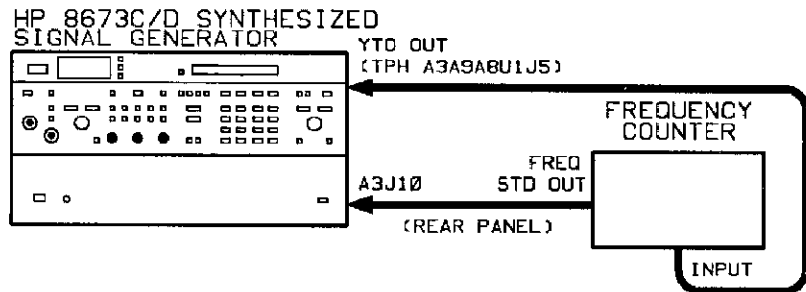 HP 8673C/D SYNTHESIZED
SIGNAL GENERATOR
YTO OUT
(TPH A3A9A8U1J5)
FREQUENCY
COUNTER
FREQ
STD OUT
A3J10
(REAR PANEL)
INPUT